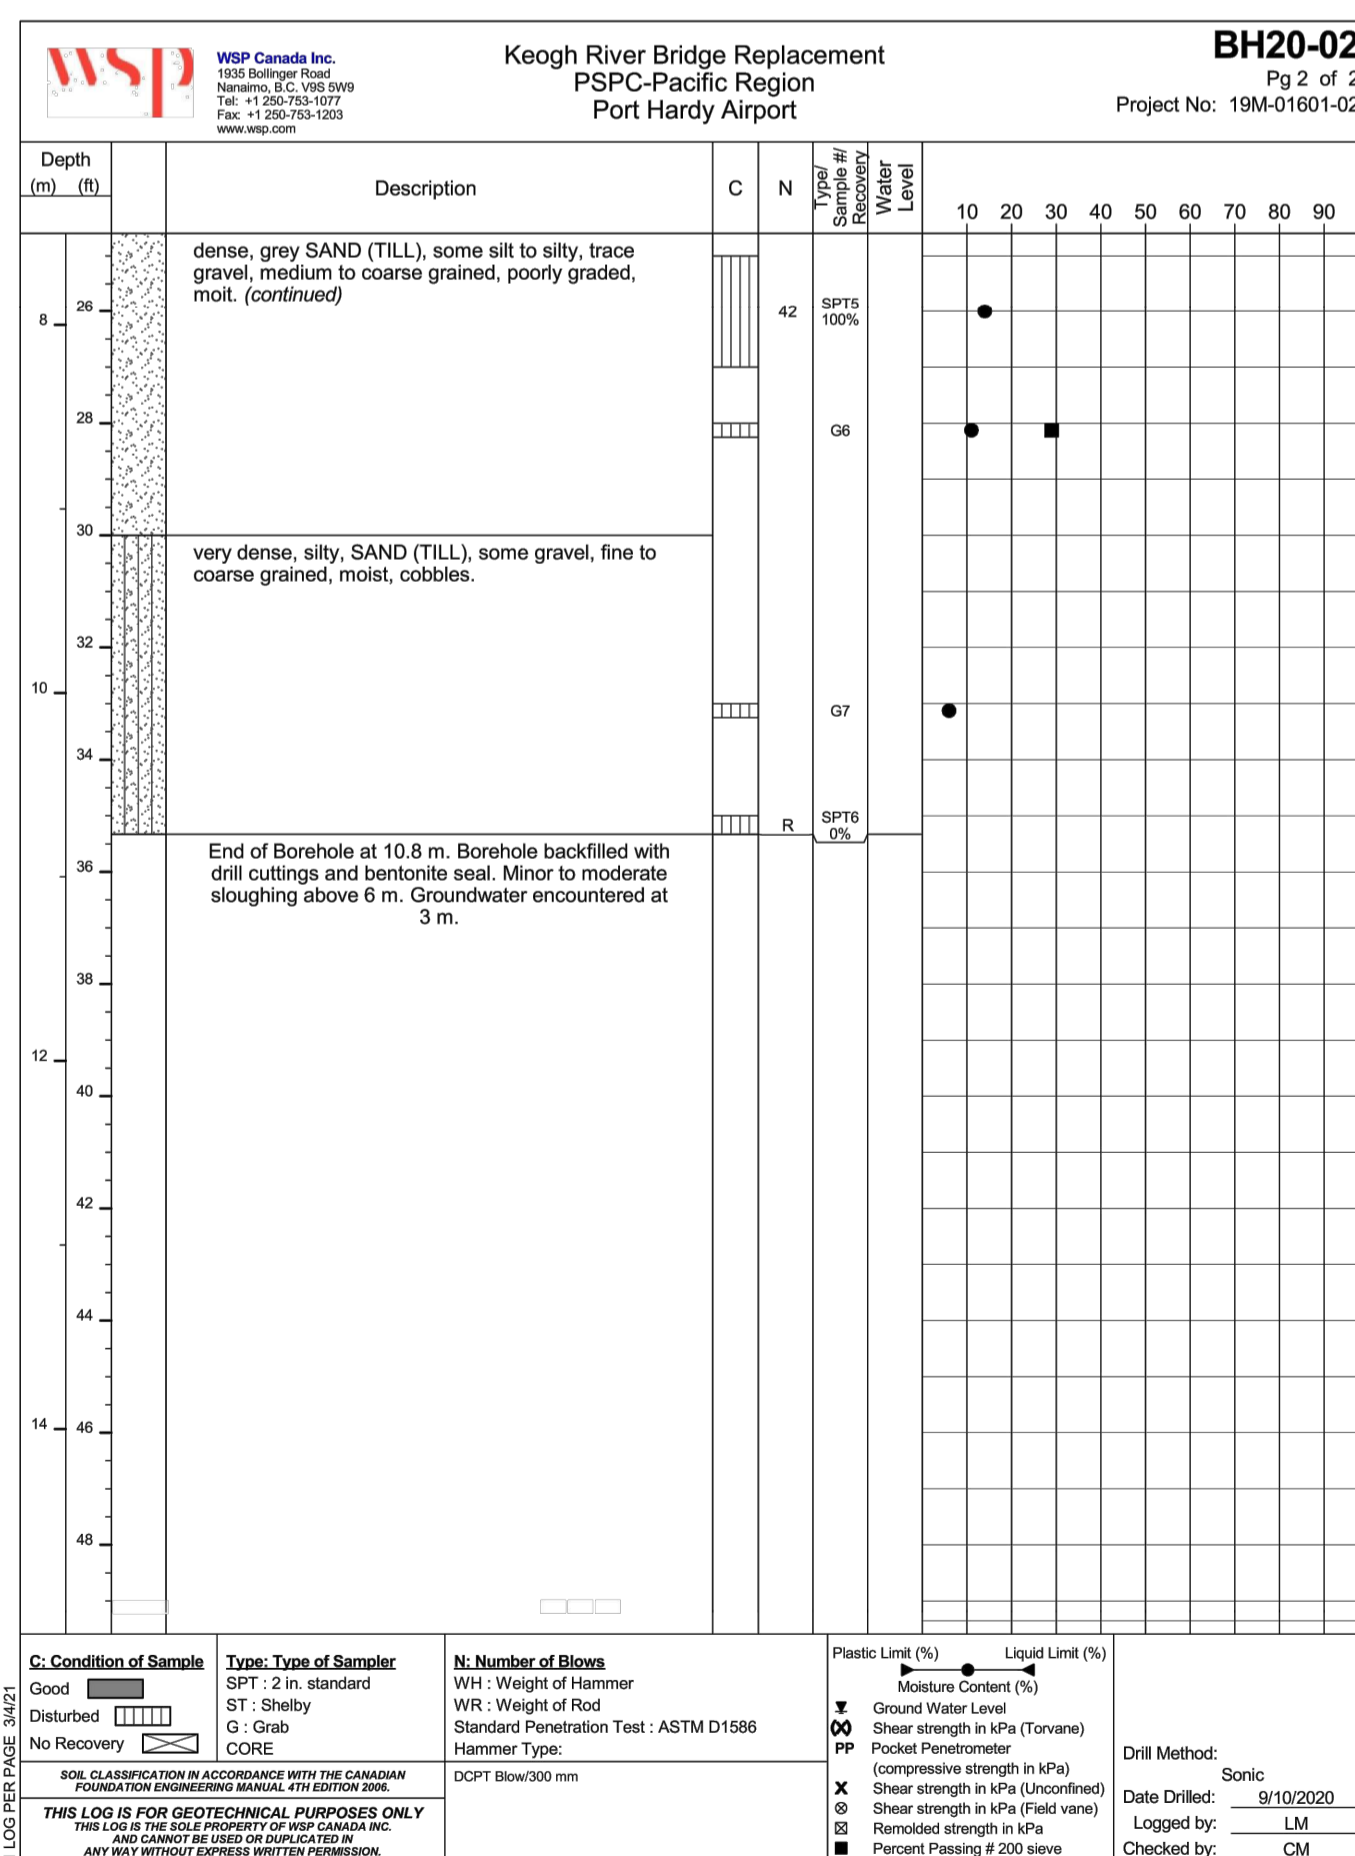 wsp
WSP Canada Inc.
1935 Bollinger Road
Nanaimo, B.C. V9S 5W9
Tel: +1 250-753-1077
Fax: +1 250-753-1203
www.wsp.com
Keogh River Bridge Replacement
PSPC-Pacific Region
Port Hardy Airport
BH20-02
Pg 2 of 2
Project No: 19M-01601-02
Depth
(m) (ft)
Description
C
N
Type/
Sample #/
Recovery
Water
Level
10 20 30 40 50 60 70 80 90
dense, grey SAND (TILL), some silt to silty, trace
gravel, medium to coarse grained, poorly graded,
moit. (continued)
26
8
42
SPT5
100%
28
G6
30
very dense, silty, SAND (TILL), some gravel, fine to
coarse grained, moist, cobbles.
32
10
G7
34
R
SPT6
0%
End of Borehole at 10.8 m. Borehole backfilled with
drill cuttings and bentonite seal. Minor to moderate
sloughing above 6 m. Groundwater encountered at
3 m.
36
38
12
40
42
44
14
46
48
C: Condition of Sample
Good
Disturbed
No Recovery
Type: Type of Sampler
SPT : 2 in. standard
ST : Shelby
G : Grab
CORE
N: Number of Blows
WH : Weight of Hammer
WR : Weight of Rod
Standard Penetration Test : ASTM D1586
Hammer Type:
DCPT Blow/300 mm
SOIL CLASSIFICATION IN ACCORDANCE WITH THE CANADIAN
FOUNDATION ENGINEERING MANUAL 4TH EDITION 2006.
THIS LOG IS FOR GEOTECHNICAL PURPOSES ONLY
THIS LOG IS THE SOLE PROPERTY OF WSP CANADA INC.
AND CANNOT BE USED OR DUPLICATED IN
ANY WAY WITHOUT EXPRESS WRITTEN PERMISSION.
Plastic Limit (%) Liquid Limit (%)
Moisture Content (%)
Ground Water Level
Shear strength in kPa (Torvane)
PP Pocket Penetrometer
(compressive strength in kPa)
X Shear strength in kPa (Unconfined)
Shear strength in kPa (Field vane)
Remolded strength in kPa
Percent Passing # 200 sieve
Drill Method:
Sonic
Date Drilled: 9/10/2020
Logged by: LM
Checked by: CM
LOG PER PAGE 3/4/21